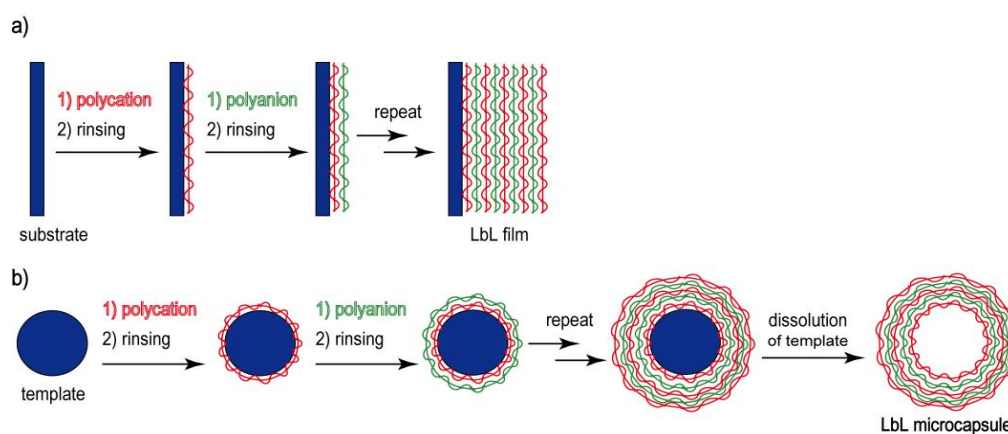 a)
1) polycation
2) rinsing
1) polyanion
2) rinsing
repeat
substrate
LbL film
b)
1) polycation
2) rinsing
1) polyanion
2) rinsing
repeat
dissolution
of template
template
LbL microcapsule